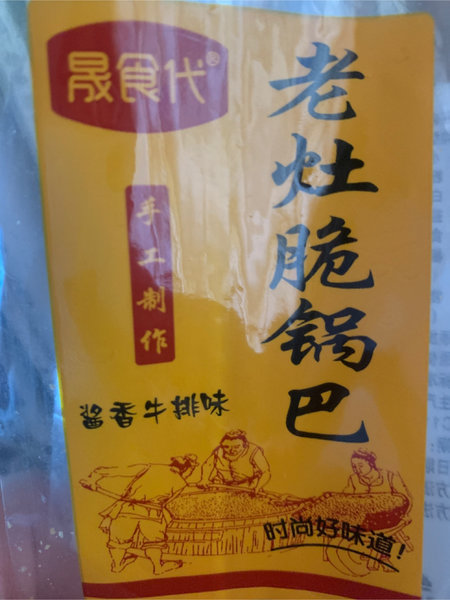 晟食代®
老灶脆锅巴
手工制作
酱香牛排味
时尚好味道!